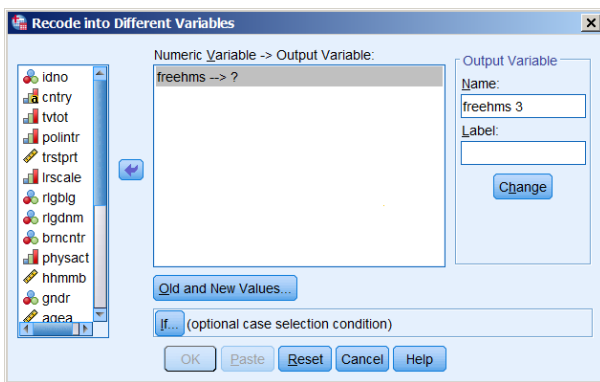 Recode into Different Variables
Numeric Variable -> Output Variable:
idno
cntry
tvtot
polintr
trstprt
lrscale
rlgblg
rlgdnm
brncntr
physact
hhmmb
gndr
agea
freehms --> ?
Output Variable
Name:
freehms 3
Label:
Change
Old and New Values...
If... (optional case selection condition)
OK Paste Reset Cancel Help